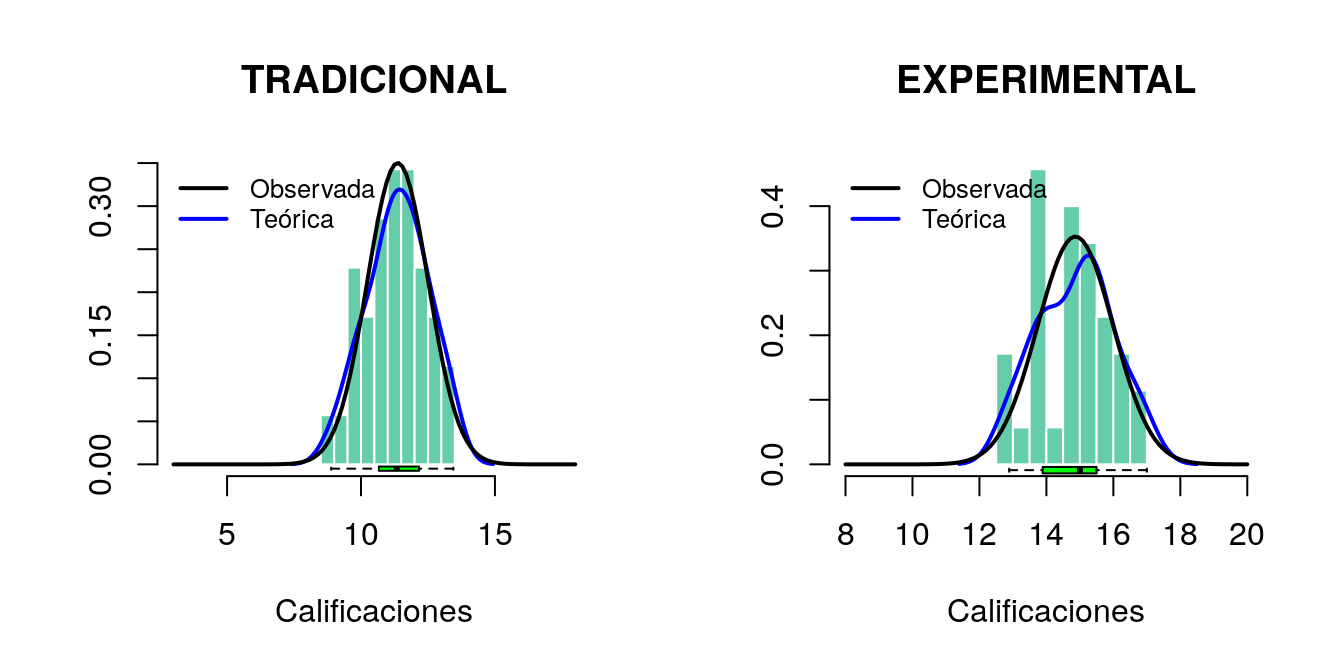 TRADICIONAL
Observada
Teórica
0.00
0.15
0.30
5
10
15
Calificaciones
EXPERIMENTAL
Observada
Teórica
0.0
0.2
0.4
8
10
12
14
16
18
20
Calificaciones